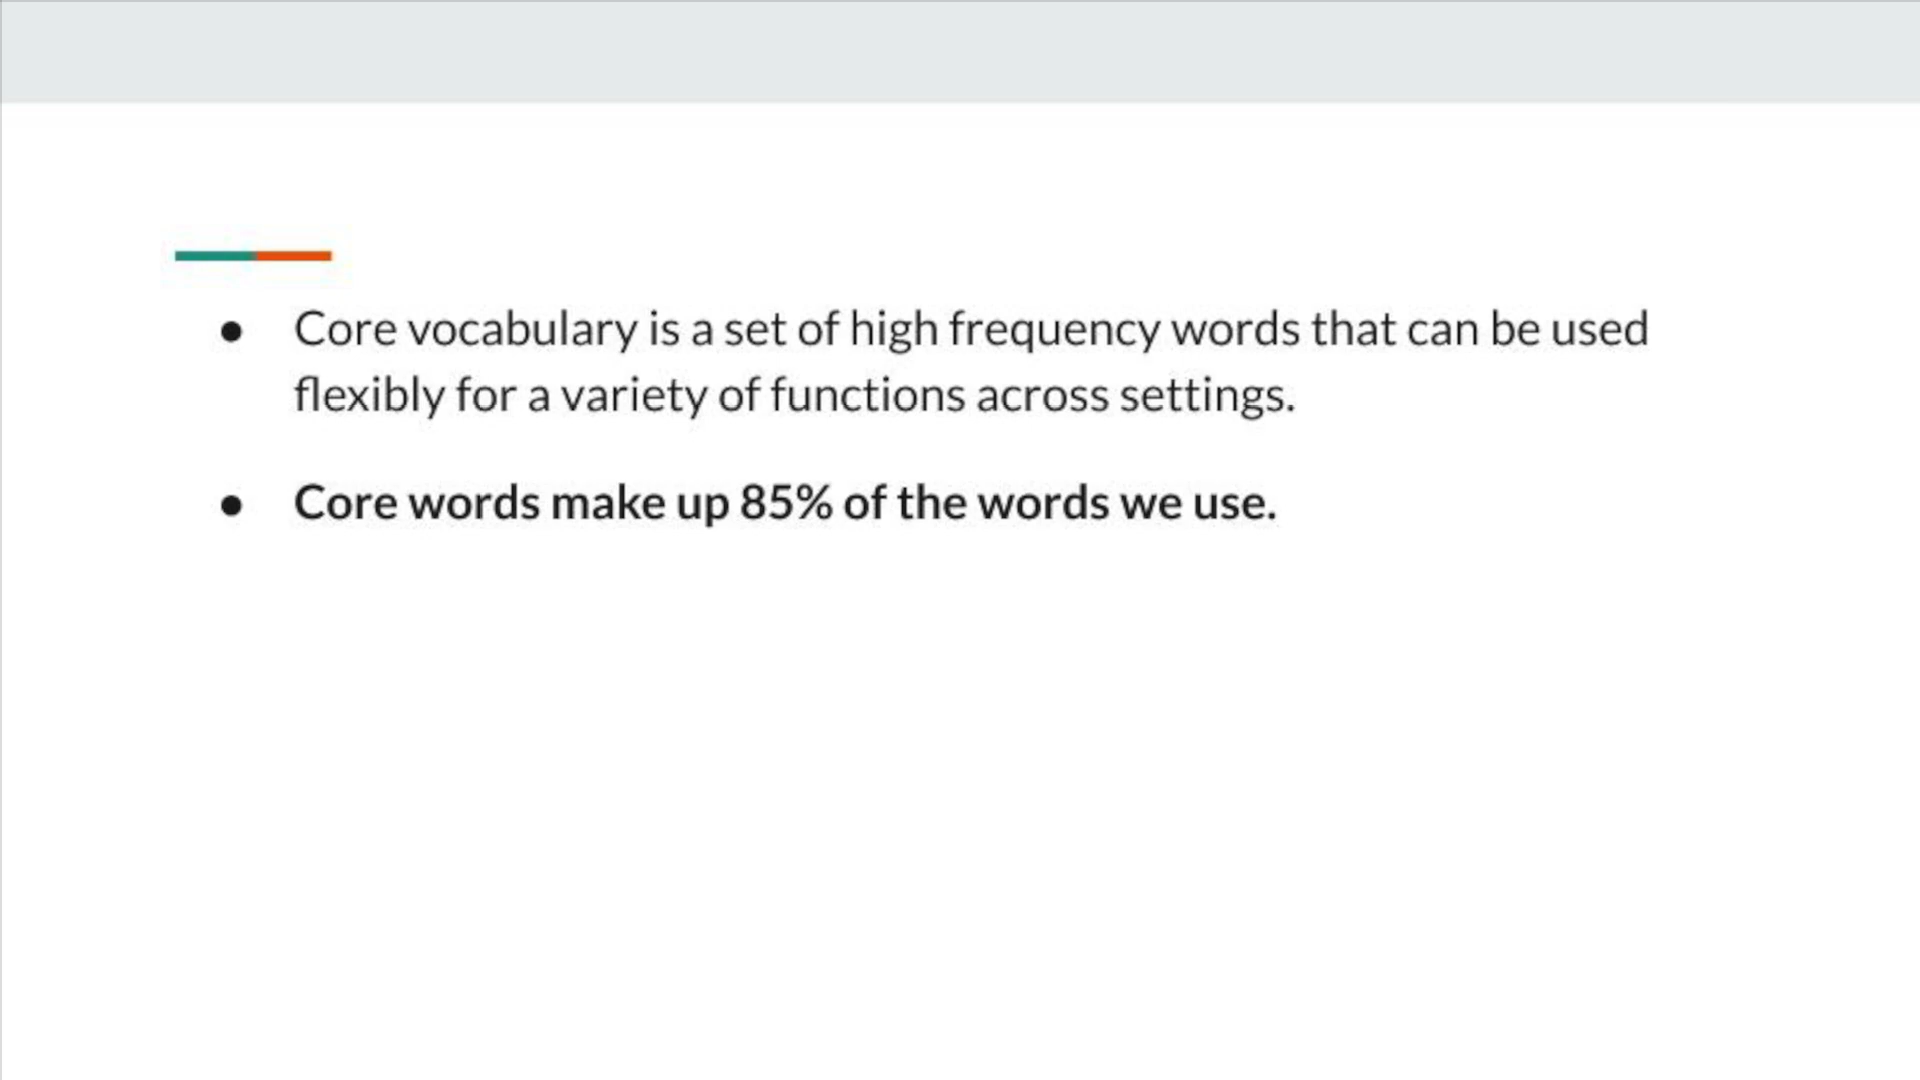 ● Core vocabulary is a set of high frequency words that can be used
flexibly for a variety of functions across settings.
● Core words make up 85% of the words we use.